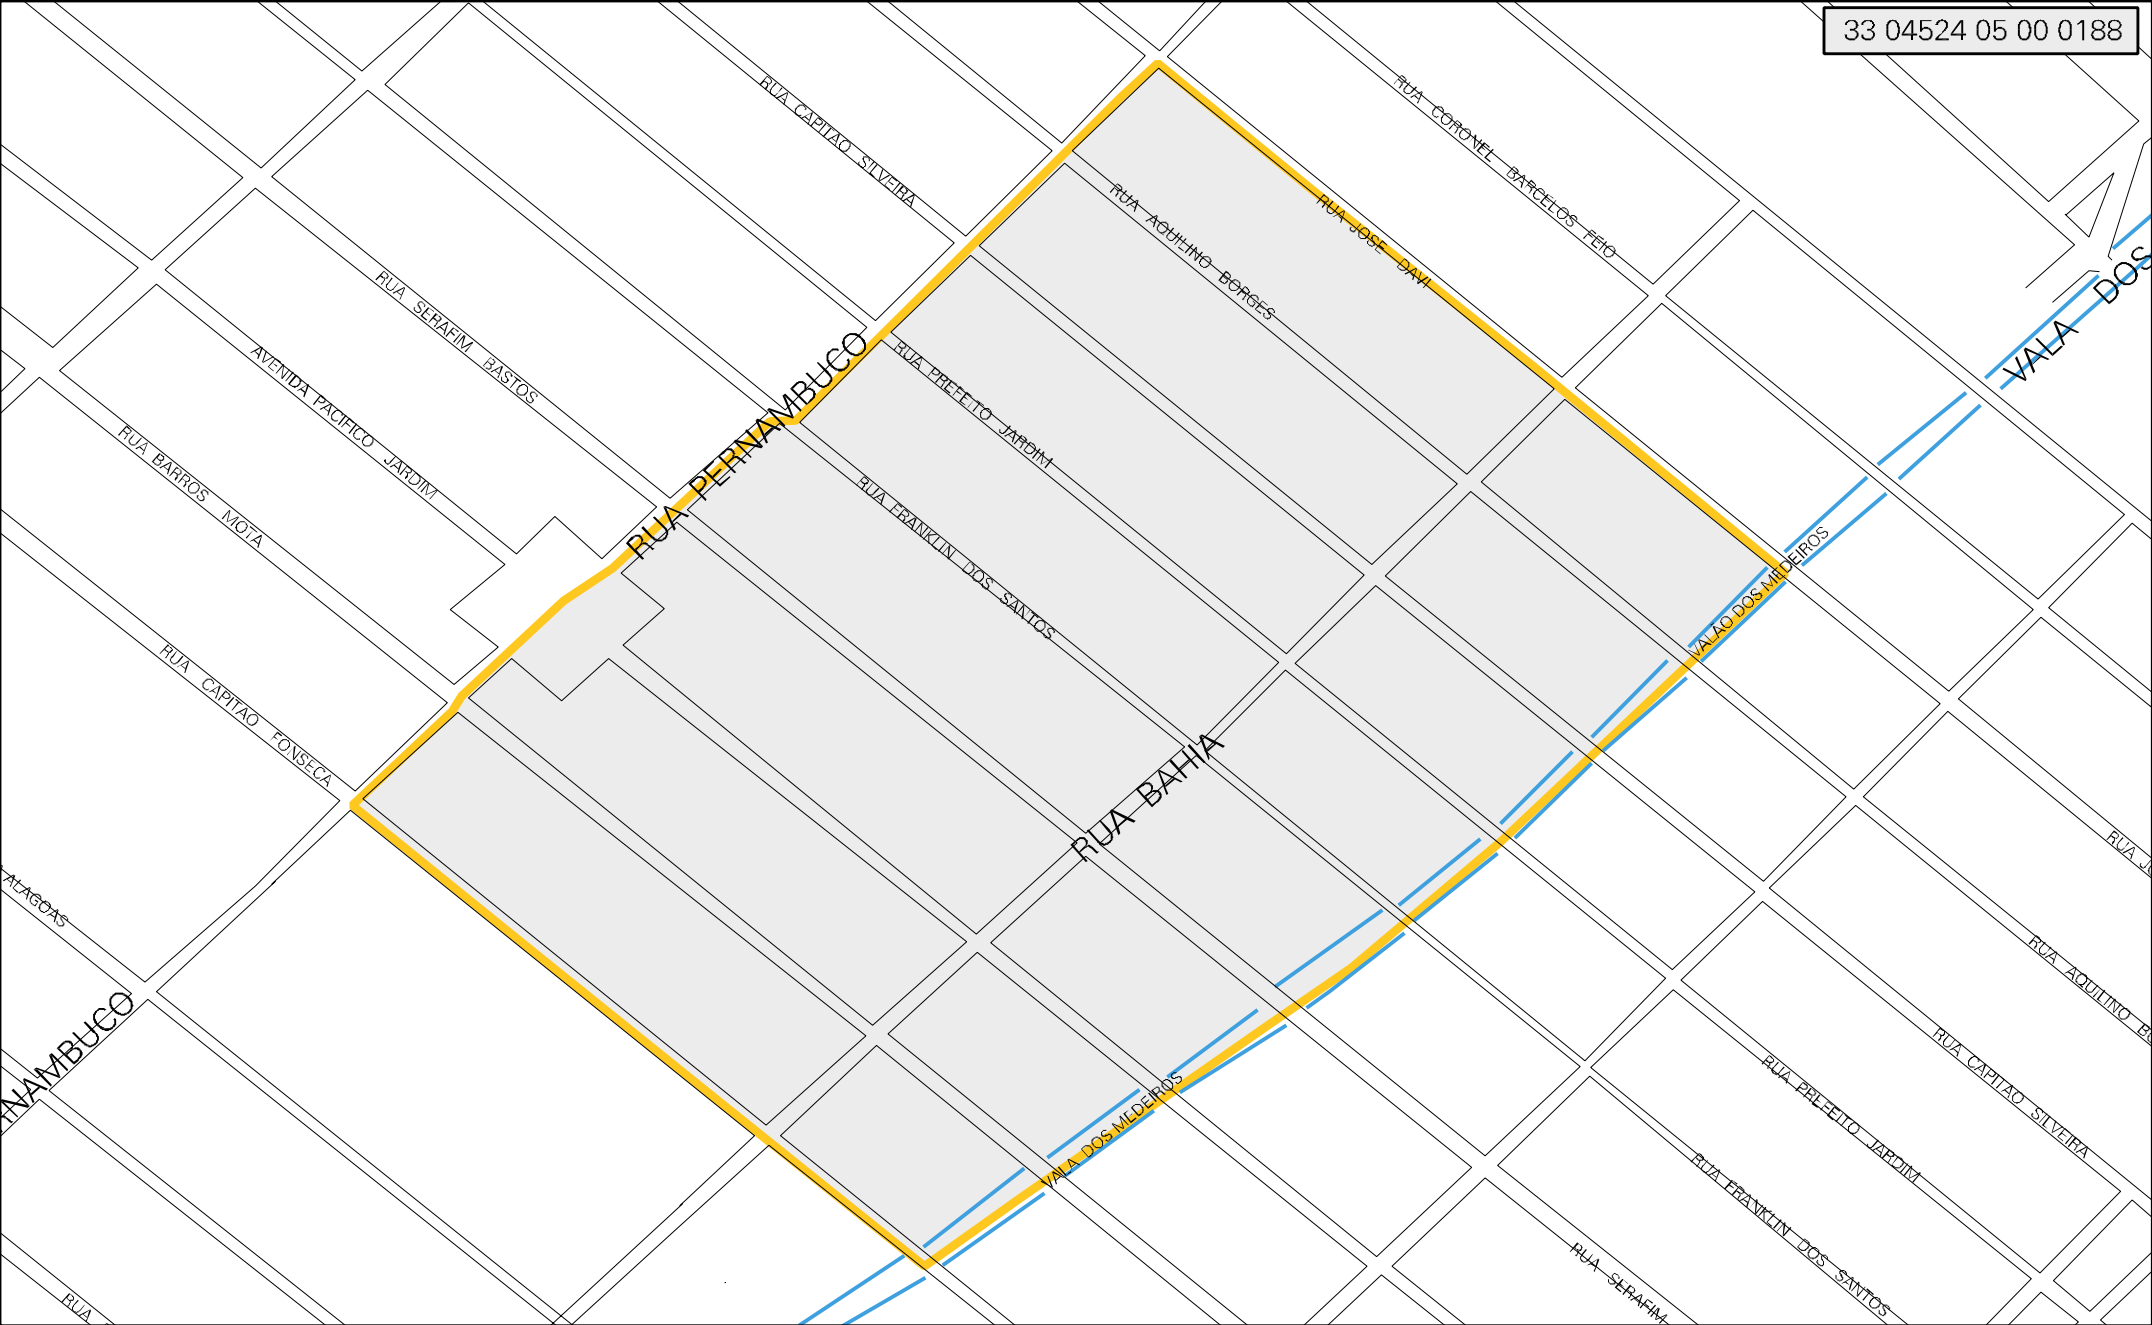 33 04524 05 00 0188
RUA CAPITAO SILVEIRA
RUA CORONEL BARCELOS FEIO
RUA AQUILINO BORGES
RUA JOSE DAVI
VALA DOS
RUA SERAFIM BASTOS
RUA PERNAMBUCO
RUA PREFEITO JARDIM
AVENIDA PACIFICO JARDIM
RUA BARROS MOTA
RUA FRANKLIN DOS SANTOS
VALAO DOS MEDEIROS
RUA CAPITAO FONSECA
RUA BAHIA
ALAGOAS
RUA
RUA AQUILINO
NAMBUCO
RUA CAPITAO SILVEIRA
RUA PREFEITO JARDIM
VALA DOS MEDEIROS
RUA FRANKLIN DOS SANTOS
RUA SERAFIM
RUA